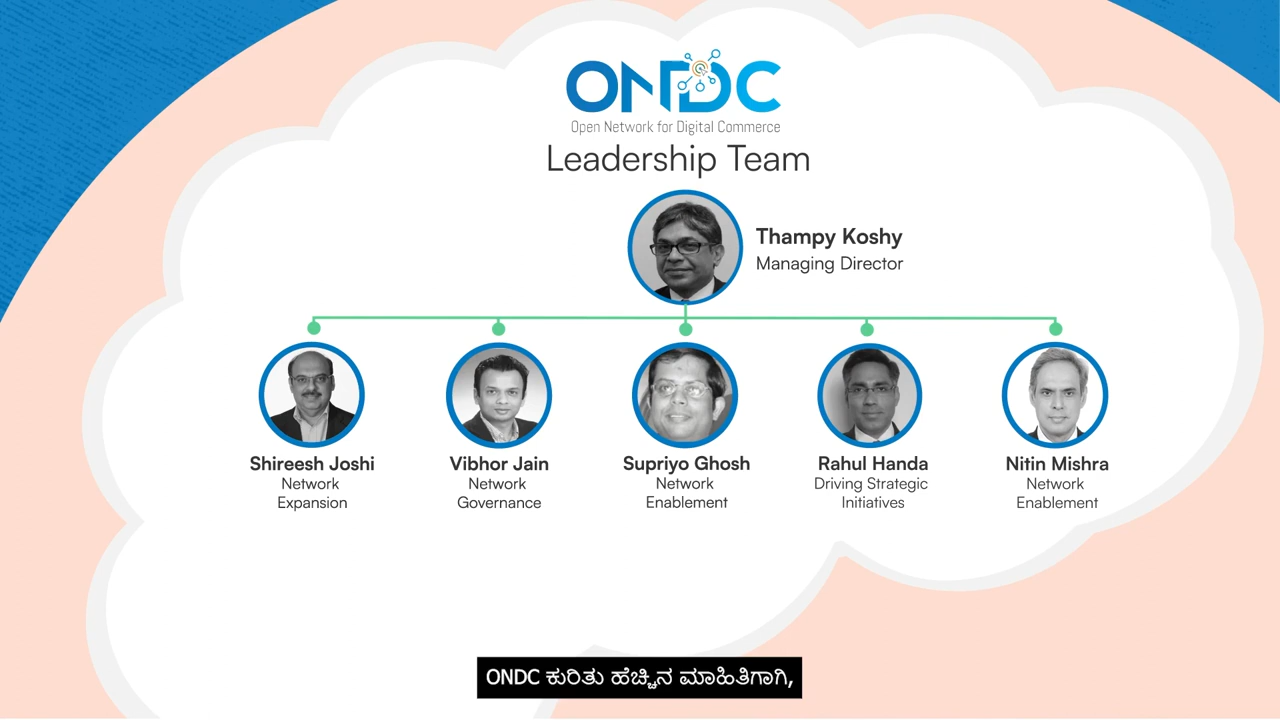 ONDC
Open Network for Digital Commerce
Leadership Team
Thampy Koshy
Managing Director
Shireesh Joshi
Network
Expansion
Vibhor Jain
Network
Governance
Supriyo Ghosh
Network
Enablement
Rahul Handa
Driving Strategic
Initiatives
Nitin Mishra
Network
Enablement
ONDC ಕುರಿತು ಹೆಚ್ಚಿನ ಮಾಹಿತಿಗಾಗಿ,